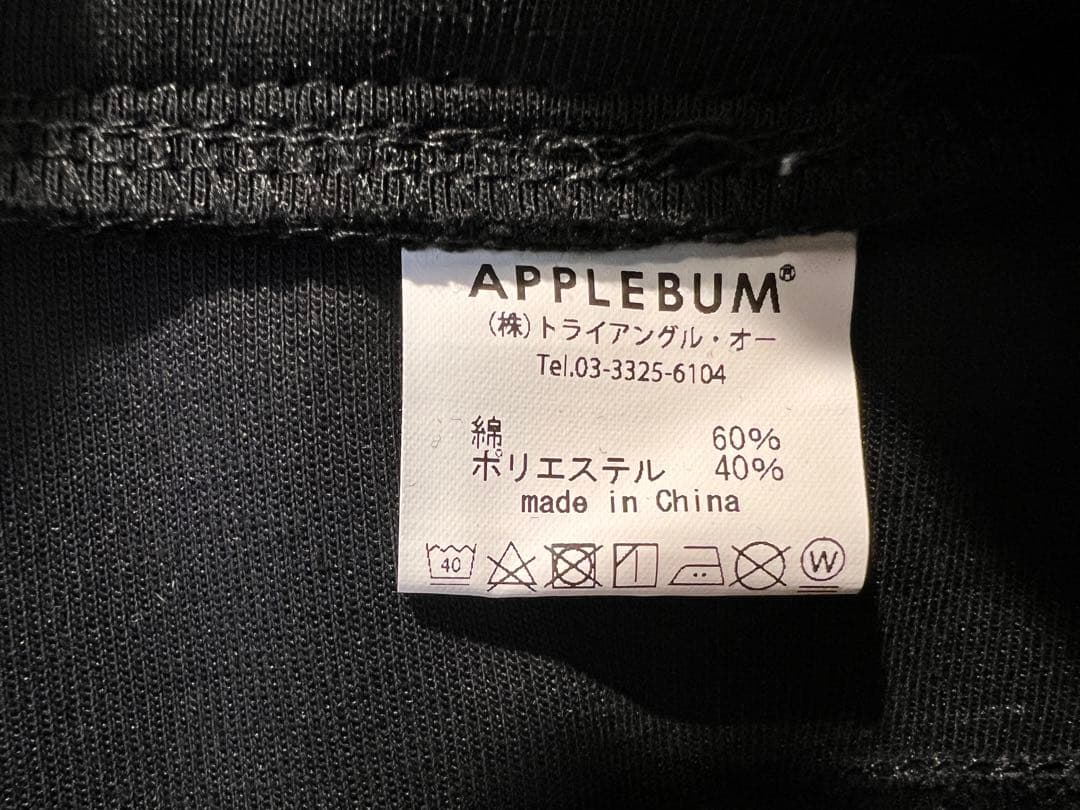 APPLEBUM®
(株)トライアングル・オー
Tel.03-3325-6104
綿 60%
ポリエステル 40%
made in China
40 W